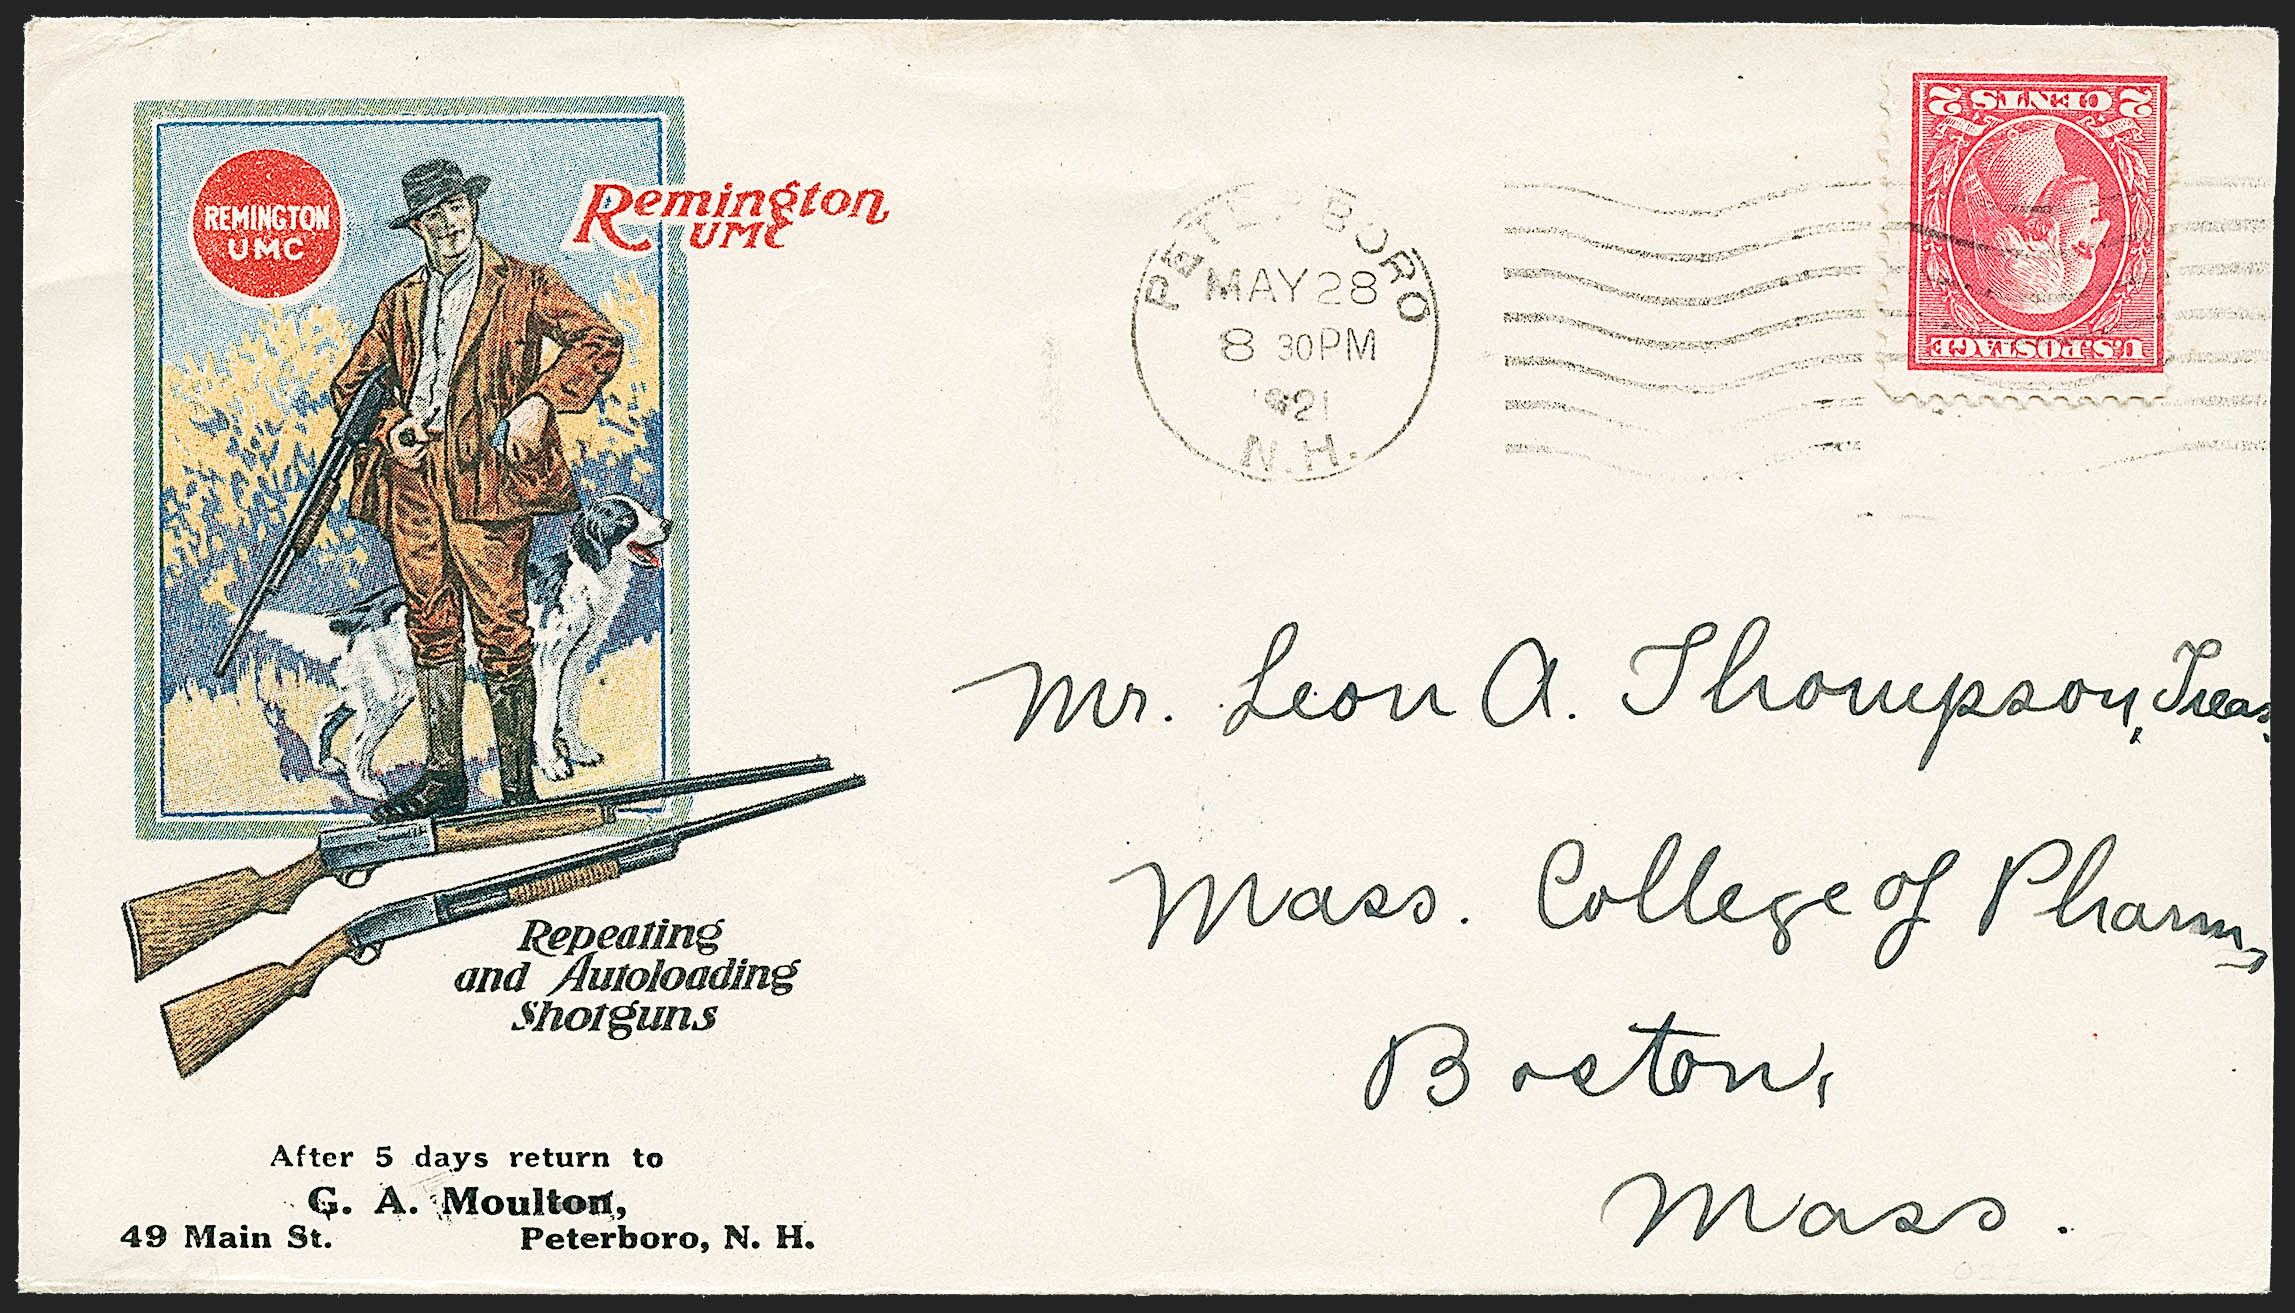 REMINGTON
UMC
Remington
UMC
Repeating
and Autoloading
Shotguns
After 5 days return to
G. A. Moulton,
49 Main St. Peterboro, N. H.
PETERBORO
MAY 28
8 30PM
1921
N.H.
2 CENTS 2
U.S. POSTAGE
Mr. Leon A. Thompson, Treas.
Mass. College of Pharm,
Boston,
Mass.